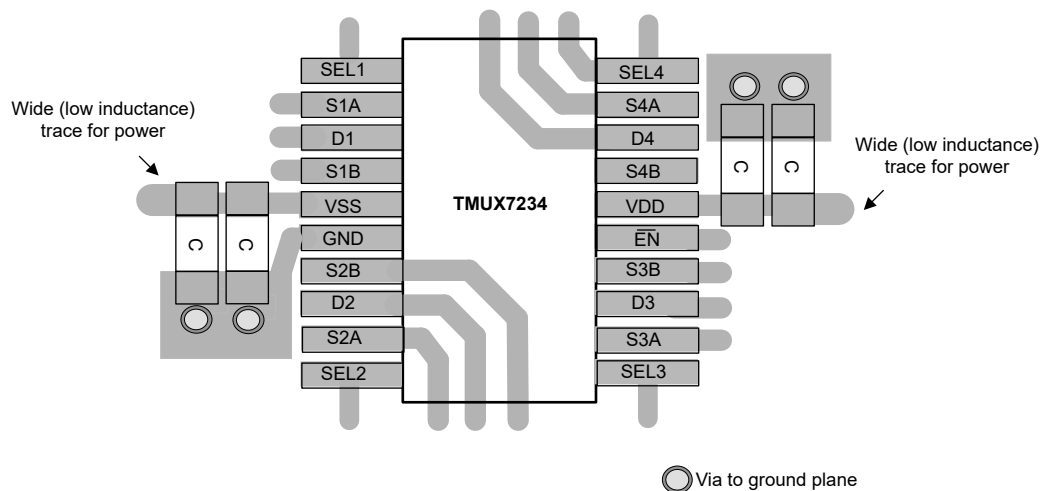 SEL1
S1A
D1
S1B
VSS
GND
S2B
D2
S2A
SEL2
TMUX7234
SEL4
S4A
D4
S4B
VDD
EN
S3B
D3
S3A
SEL3
Wide (low inductance)
trace for power
C
C
Wide (low inductance)
trace for power
C
C
Via to ground plane